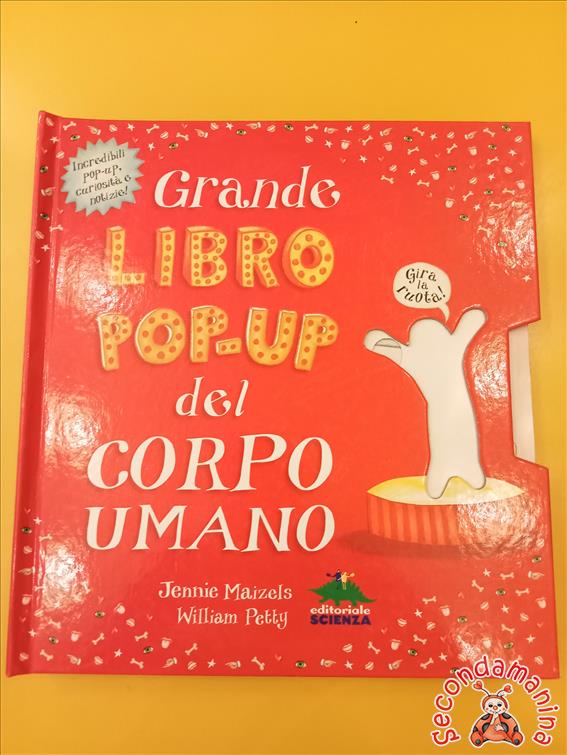 Incredibili
pop-up,
curiosità e
notizie!
Grande
LIBRO
POP-UP
del
CORPO
UMANO
Gira
la
ruota!
Jennie Maizels
William Petty
editoriale
SCIENZA
Secondamanina